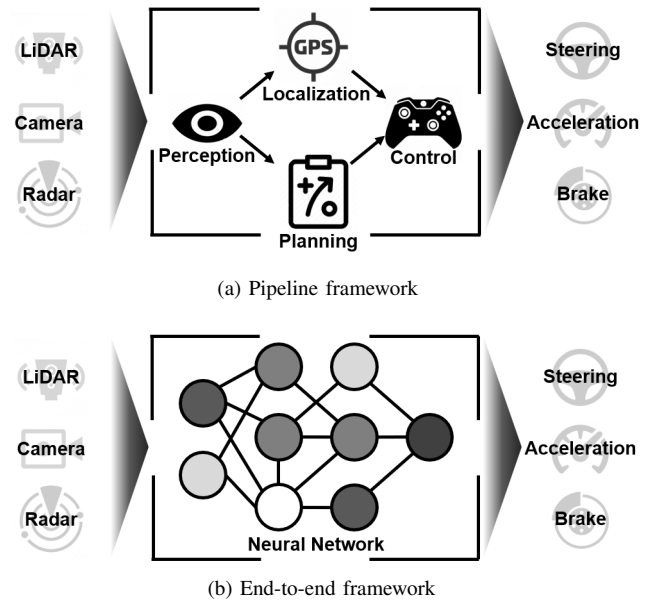 LiDAR
Camera
Radar
GPS
Localization
Perception
Control
Planning
Steering
Acceleration
Brake
(a) Pipeline framework
LiDAR
Camera
Radar
Neural Network
Steering
Acceleration
Brake
(b) End-to-end framework